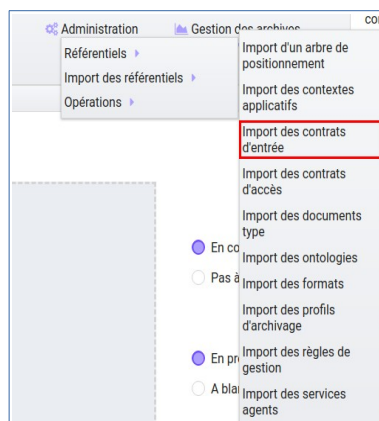 CO
Administration
Gestion des archives
Référentiels
Import des référentiels
Opérations
Import d'un arbre de
positionnement
Import des contextes
applicatifs
Import des contrats
d'entrée
Import des contrats
d'accès
Import des documents
type
Import des ontologies
Import des formats
Import des profils
d'archivage
Import des règles de
gestion
Import des services
agents
En co
Pas à
En pr
A bla